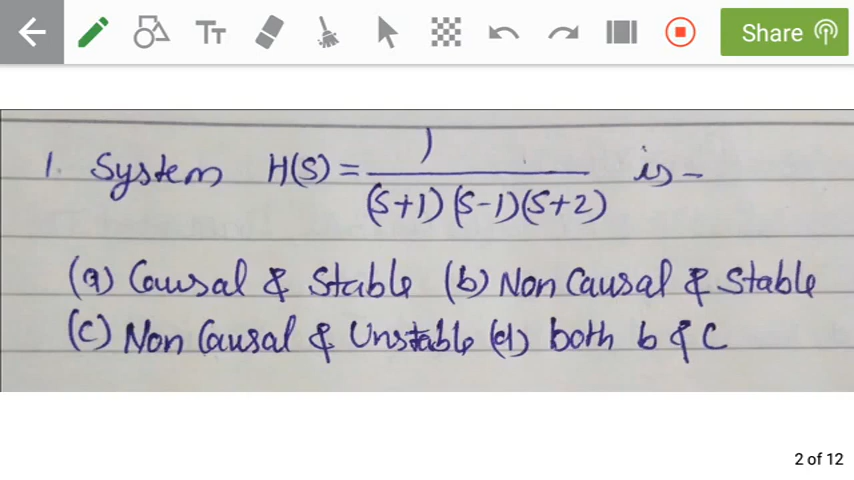 Share
1. System H(S) = 1 / (S+1) (S-1)(S+2) is -
(a) Causal & Stable (b) Non Causal & Stable
(c) Non Causal & Unstable (d) both b & C
2 of 12